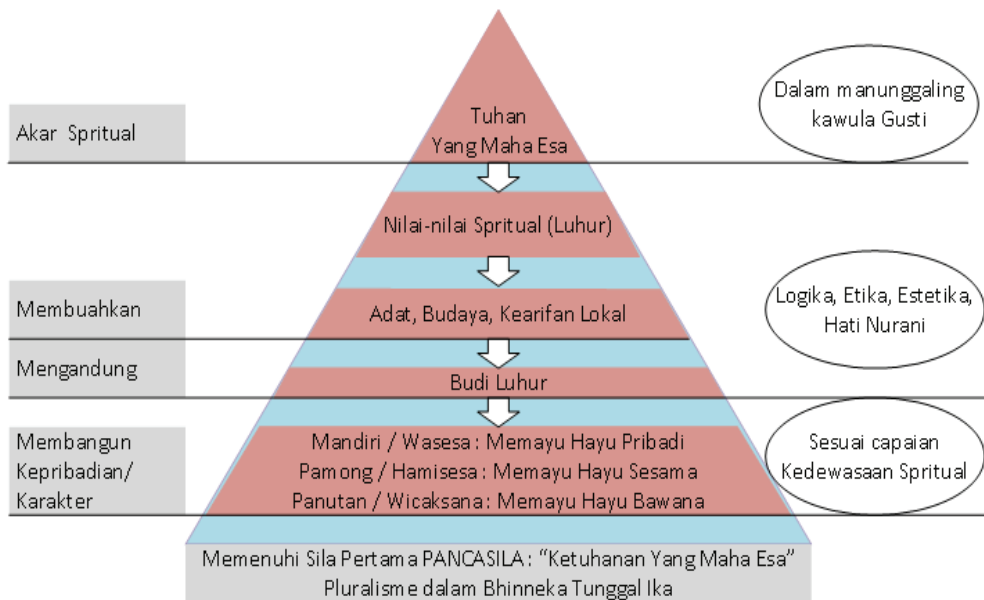 Tuhan
Yang Maha Esa
Dalam manunggaling
kawula Gusti
Akar Spritual
Nilai-nilai Spritual (Luhur)
Membuahkan
Adat, Budaya, Kearifan Lokal
Logika, Etika, Estetika,
Hati Nurani
Mengandung
Budi Luhur
Membangun
Kepribadian/
Karakter
Mandiri / Wasesa : Memayu Hayu Pribadi
Pamong / Hamisesa : Memayu Hayu Sesama
Panutan / Wicaksana : Memayu Hayu Bawana
Sesuai capaian
Kedewasaan Spritual
Memenuhi Sila Pertama PANCASILA : “Ketuhanan Yang Maha Esa”
Pluralisme dalam Bhinneka Tunggal Ika